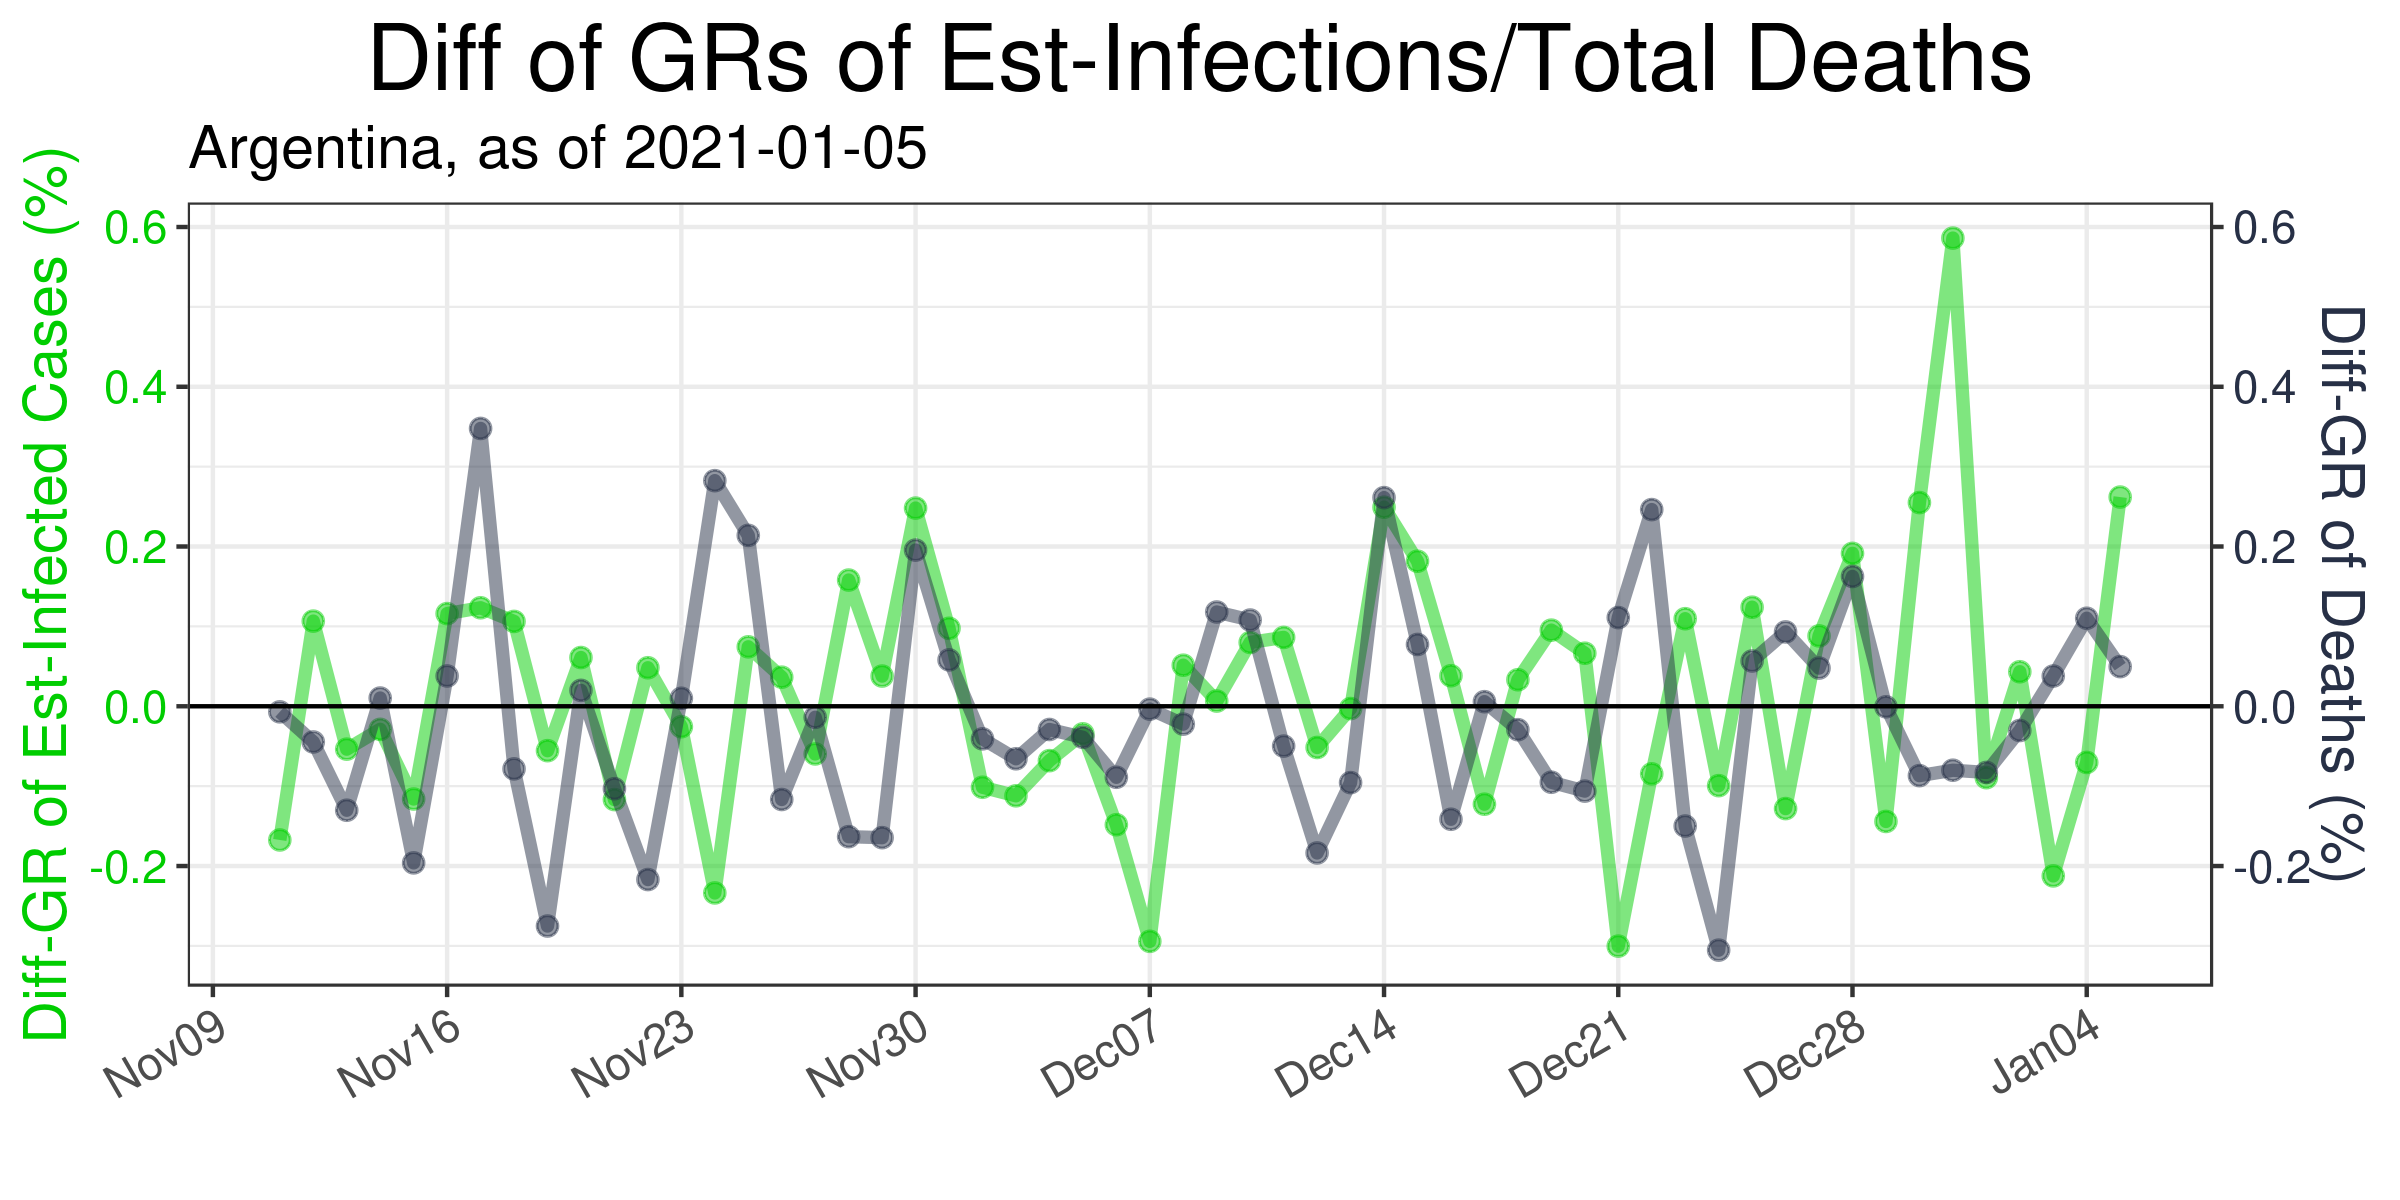 Diff of GRs of Est-Infections/Total Deaths
Argentina, as of 2021-01-05
Diff-GR of Est-Infected Cases (%)
0.6
0.4
0.2
0.0
-0.2
0.6
0.4
0.2
0.0
-0.2
Diff-GR of Deaths (%)
Nov09
Nov16
Nov23
Nov30
Dec07
Dec14
Dec21
Dec28
Jan04